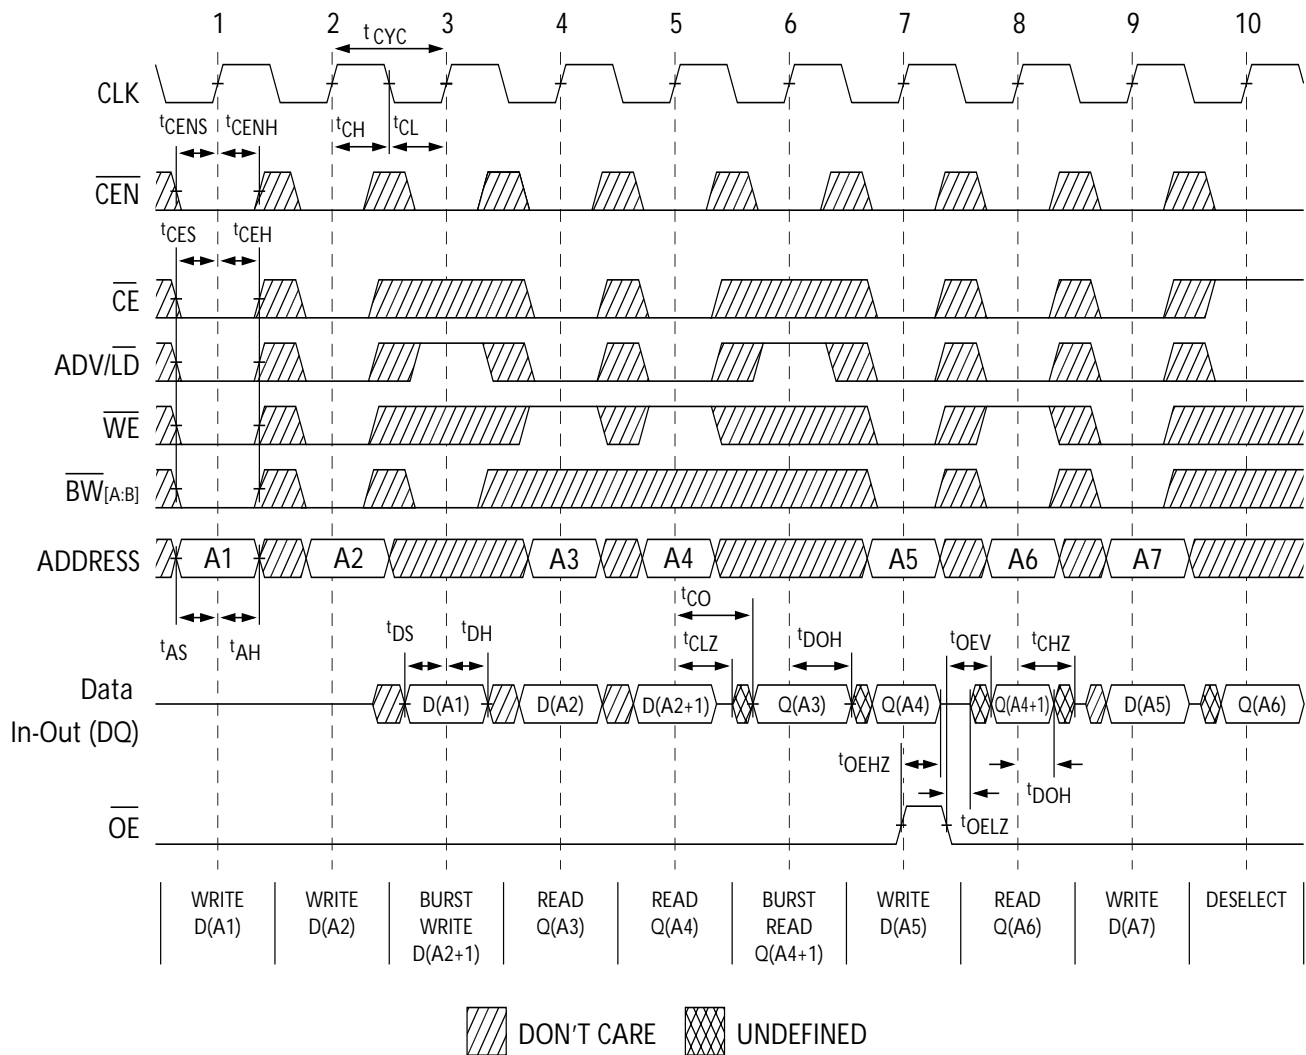 1 2 3 4 5 6 7 8 9 10
tCYC
CLK
tCENS tCENH tCH tCL
CEN
tCES tCEH
CE
ADV/LD
WE
BW[A:B]
ADDRESS A1 A2 A3 A4 A5 A6 A7
tCO
tAS tAH tDS tDH tCLZ tDOH tOEV tCHZ
Data
In-Out (DQ)
D(A1) D(A2) D(A2+1) Q(A3) Q(A4) Q(A4+1) D(A5) Q(A6)
tOEHZ tDOH
tOELZ
OE
WRITE
D(A1)
WRITE
D(A2)
BURST
WRITE
D(A2+1)
READ
Q(A3)
READ
Q(A4)
BURST
READ
Q(A4+1)
WRITE
D(A5)
READ
Q(A6)
WRITE
D(A7)
DESELECT
DON'T CARE UNDEFINED